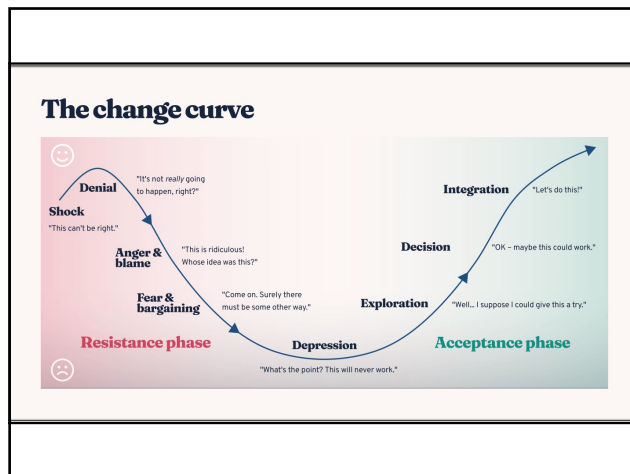 The change curve
Denial
"It's not really going
to happen, right?"
Shock
"This can't be right."
Anger &
blame
"This is ridiculous!
Whose idea was this?"
Fear &
bargaining
"Come on. Surely there
must be some other way."
Resistance phase
Depression
"What's the point? This will never work."
Integration
"Let's do this!"
Decision
"OK – maybe this could work."
Exploration
"Well... I suppose I could give this a try."
Acceptance phase